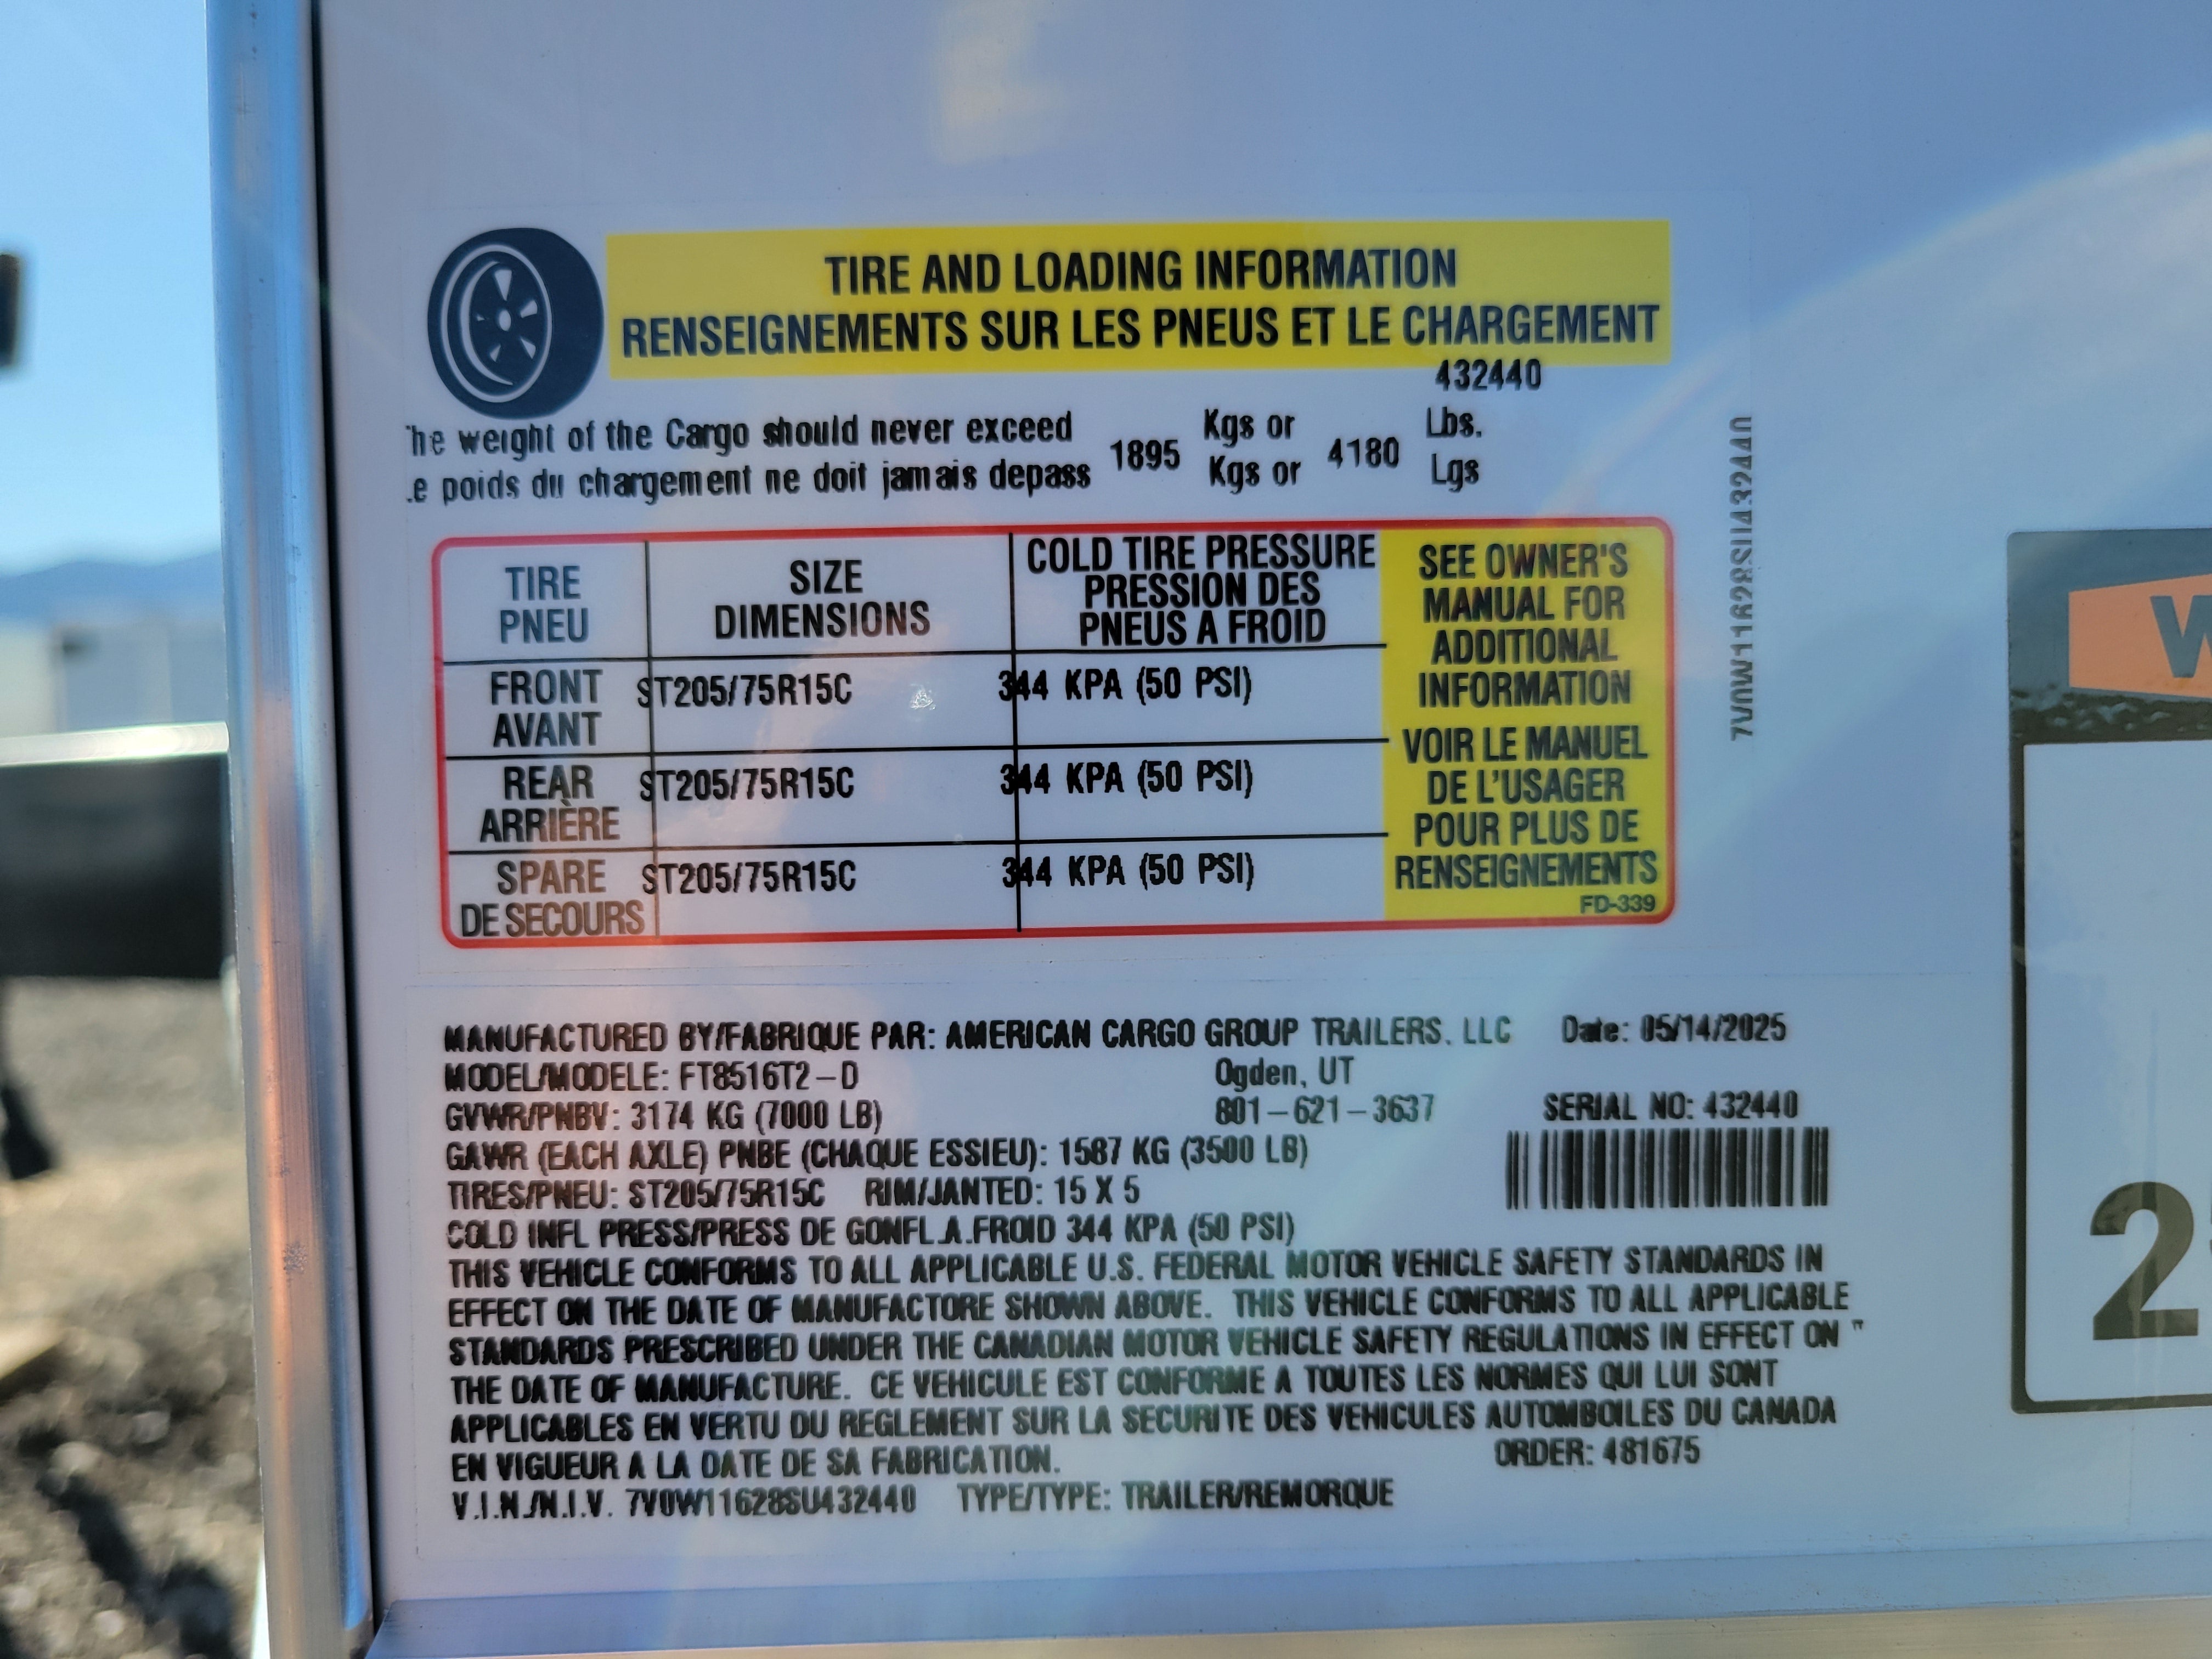 TIRE AND LOADING INFORMATION
RENSEIGNEMENTS SUR LES PNEUS ET LE CHARGEMENT
432440
he weight of the Cargo should never exceed 1895 Kgs or 4180 Lbs.
.e poids du chargement ne doit jamais depass Kgs or Lgs
7V0W11628SU432440
TIRE SIZE COLD TIRE PRESSURE
PNEU DIMENSIONS PRESSION DES
PNEUS A FROID
FRONT ST205/75R15C 344 KPA (50 PSI)
AVANT
REAR ST205/75R15C 344 KPA (50 PSI)
ARRIÈRE
SPARE ST205/75R15C 344 KPA (50 PSI)
DE SECOURS
SEE OWNER'S
MANUAL FOR
ADDITIONAL
INFORMATION
VOIR LE MANUEL
DE L'USAGER
POUR PLUS DE
RENSEIGNEMENTS
FD-339
MANUFACTURED BY/FABRIQUE PAR: AMERICAN CARGO GROUP TRAILERS. LLC Date: 05/14/2025
MODEL/MODELE: FT8516T2-D Ogden, UT
GVWR/PNBV: 3174 KG (7000 LB) 801-621-3637 SERIAL NO: 432440
GAWR (EACH AXLE) PNBE (CHAQUE ESSIEU): 1587 KG (3500 LB)
TIRES/PNEU: ST205/75R15C RIM/JANTED: 15 X 5
COLD INFL PRESS/PRESS DE GONFL.A.FROID 344 KPA (50 PSI)
THIS VEHICLE CONFORMS TO ALL APPLICABLE U.S. FEDERAL MOTOR VEHICLE SAFETY STANDARDS IN
EFFECT ON THE DATE OF MANUFACTORE SHOWN ABOVE. THIS VEHICLE CONFORMS TO ALL APPLICABLE
STANDARDS PRESCRIBED UNDER THE CANADIAN MOTOR VEHICLE SAFETY REGULATIONS IN EFFECT ON "
THE DATE OF MANUFACTURE. CE VEHICULE EST CONFORME A TOUTES LES NORMES QUI LUI SONT
APPLICABLES EN VERTU DU REGLEMENT SUR LA SECURITE DES VEHICULES AUTOMBOILES DU CANADA
EN VIGUEUR A LA DATE DE SA FABRICATION. ORDER: 481675
V.I.N./N.I.V. 7V0W11628SU432440 TYPE/TYPE: TRAILER/REMORQUE
W
2